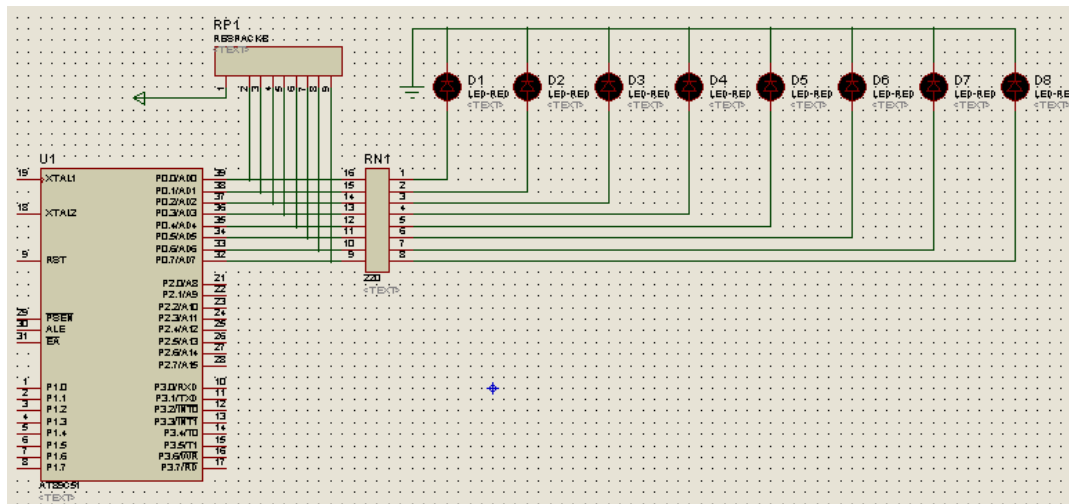 RP1
RESPACK8
<TEXT>
1
2
3
4
5
6
7
8
9
D1
LED-RED
<TEXT>
D2
LED-RED
<TEXT>
D3
LED-RED
<TEXT>
D4
LED-RED
<TEXT>
D5
LED-RED
<TEXT>
D6
LED-RED
<TEXT>
D7
LED-RED
<TEXT>
D8
LED-RED
<TEXT>
U1
19 XTAL1
18 XTAL2
9 RST
29 PSEN
30 ALE
31 EA
1 P1.0
2 P1.1
3 P1.2
4 P1.3
5 P1.4
6 P1.5
7 P1.6
8 P1.7
P0.0/AD0 39
P0.1/AD1 38
P0.2/AD2 37
P0.3/AD3 36
P0.4/AD4 35
P0.5/AD5 34
P0.6/AD6 33
P0.7/AD7 32
P2.0/A8 21
P2.1/A9 22
P2.2/A10 23
P2.3/A11 24
P2.4/A12 25
P2.5/A13 26
P2.6/A14 27
P2.7/A15 28
P3.0/RXD 10
P3.1/TXD 11
P3.2/INT0 12
P3.3/INT1 13
P3.4/T0 14
P3.5/T1 15
P3.6/WR 16
P3.7/RD 17
AT89C51
<TEXT>
RN1
16 1
15 2
14 3
13 4
12 5
11 6
10 7
9 8
220
<TEXT>